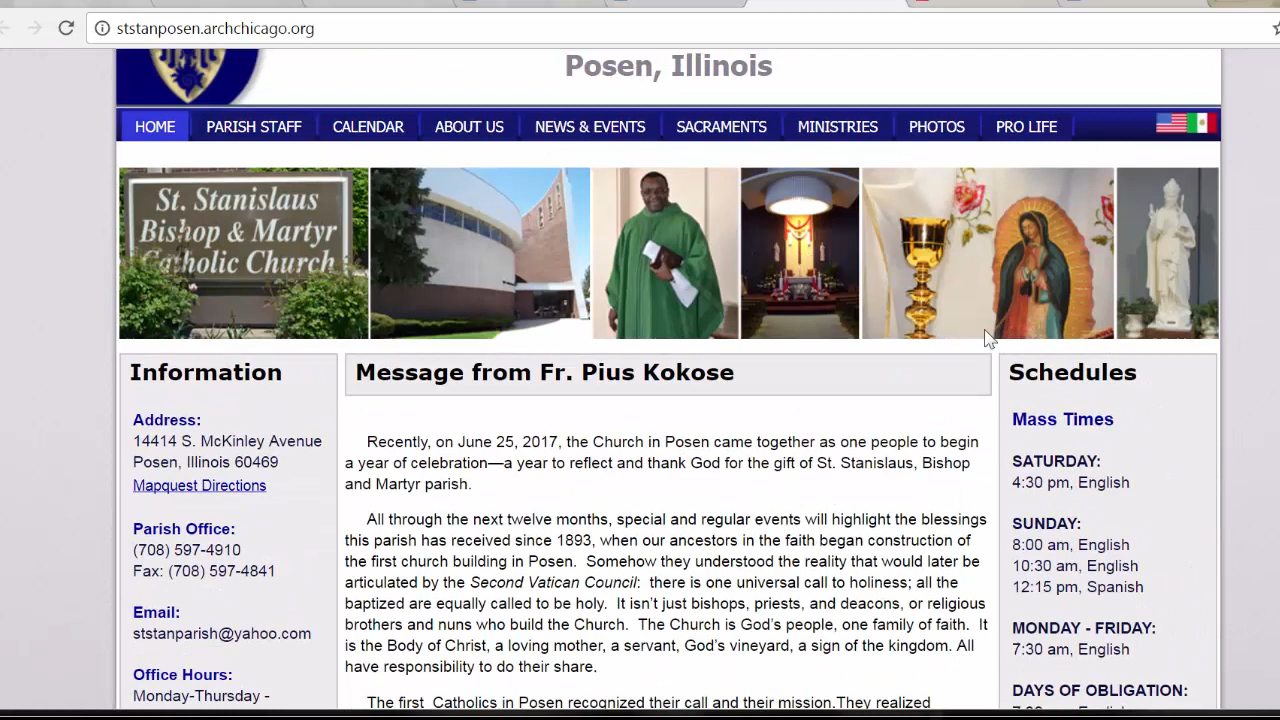 ststanposen.archchicago.org
Posen, Illinois
HOME PARISH STAFF CALENDAR ABOUT US NEWS & EVENTS SACRAMENTS MINISTRIES PHOTOS PRO LIFE
St. Stanislaus
Bishop & Martyr
Catholic Church
Information
Address:
14414 S. McKinley Avenue
Posen, Illinois 60469
Mapquest Directions
Parish Office:
(708) 597-4910
Fax: (708) 597-4841
Email:
ststanparish@yahoo.com
Office Hours:
Monday-Thursday -
Message from Fr. Pius Kokose
Recently, on June 25, 2017, the Church in Posen came together as one people to begin
a year of celebration—a year to reflect and thank God for the gift of St. Stanislaus, Bishop
and Martyr parish.
All through the next twelve months, special and regular events will highlight the blessings
this parish has received since 1893, when our ancestors in the faith began construction of
the first church building in Posen. Somehow they understood the reality that would later be
articulated by the Second Vatican Council: there is one universal call to holiness; all the
baptized are equally called to be holy. It isn't just bishops, priests, and deacons, or religious
brothers and nuns who build the Church. The Church is God's people, one family of faith. It
is the Body of Christ, a loving mother, a servant, God's vineyard, a sign of the kingdom. All
have responsibility to do their share.
The first Catholics in Posen recognized their call and their mission.They realized
Schedules
Mass Times
SATURDAY:
4:30 pm, English
SUNDAY:
8:00 am, English
10:30 am, English
12:15 pm, Spanish
MONDAY - FRIDAY:
7:30 am, English
DAYS OF OBLIGATION: